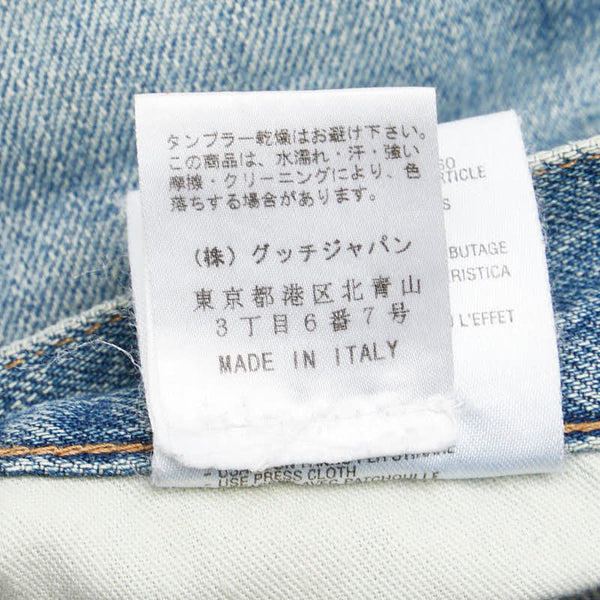 タンブラー乾燥はお避け下さい。
この商品は、水濡れ・汗・強い
摩擦・クリーニングにより、色
落ちする場合があります。
(株) グッチジャパン
東京都港区北青山
3丁目6番7号
MADE IN ITALY
SO
RTICLE
S
BUTAGE
RISTICA
L'EFFET
USE PRESS CLOTH